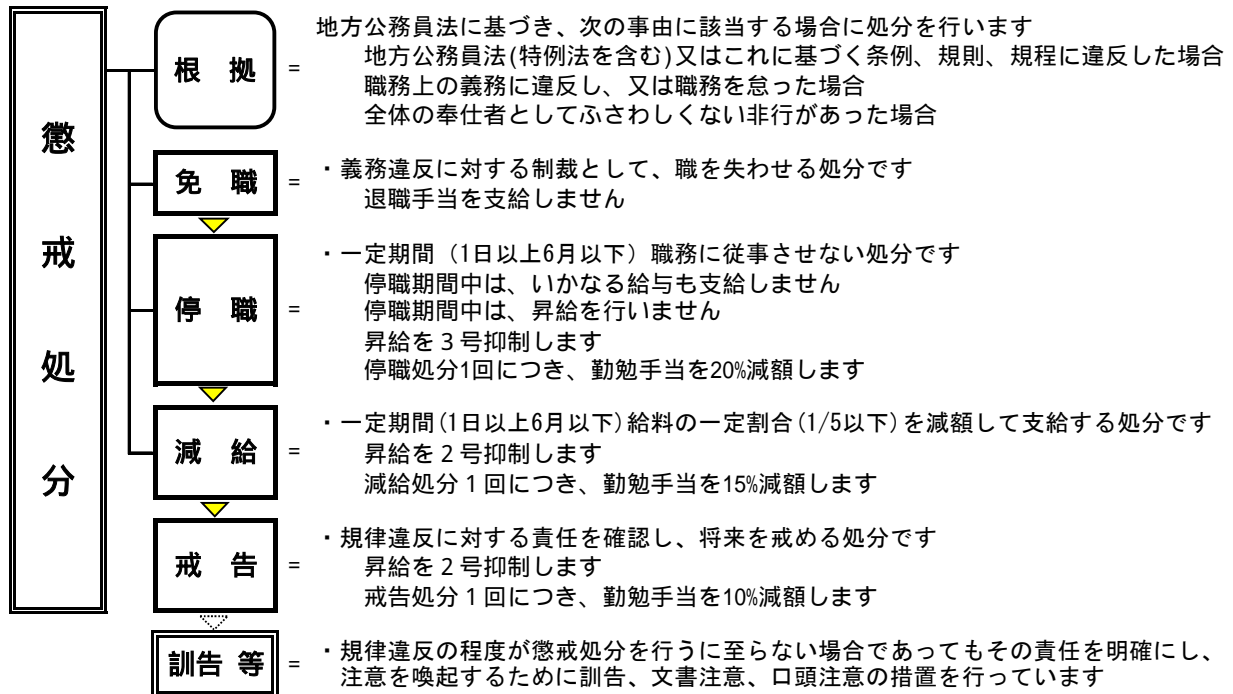 懲戒処分
根 拠 = 地方公務員法に基づき、次の事由に該当する場合に処分を行います
地方公務員法(特例法を含む)又はこれに基づく条例、規則、規程に違反した場合
職務上の義務に違反し、又は職務を怠った場合
全体の奉仕者としてふさわしくない非行があった場合
免 職 = ・義務違反に対する制裁として、職を失わせる処分です
退職手当を支給しません
停 職 = ・一定期間（1日以上6月以下）職務に従事させない処分です
停職期間中は、いかなる給与も支給しません
停職期間中は、昇給を行いません
昇給を３号抑制します
停職処分1回につき、勤勉手当を20%減額します
減 給 = ・一定期間(1日以上6月以下)給料の一定割合(1/5以下)を減額して支給する処分です
昇給を２号抑制します
減給処分１回につき、勤勉手当を15%減額します
戒 告 = ・規律違反に対する責任を確認し、将来を戒める処分です
昇給を２号抑制します
戒告処分１回につき、勤勉手当を10%減額します
訓告 等 = ・規律違反の程度が懲戒処分を行うに至らない場合であってもその責任を明確にし、
注意を喚起するために訓告、文書注意、口頭注意の措置を行っています